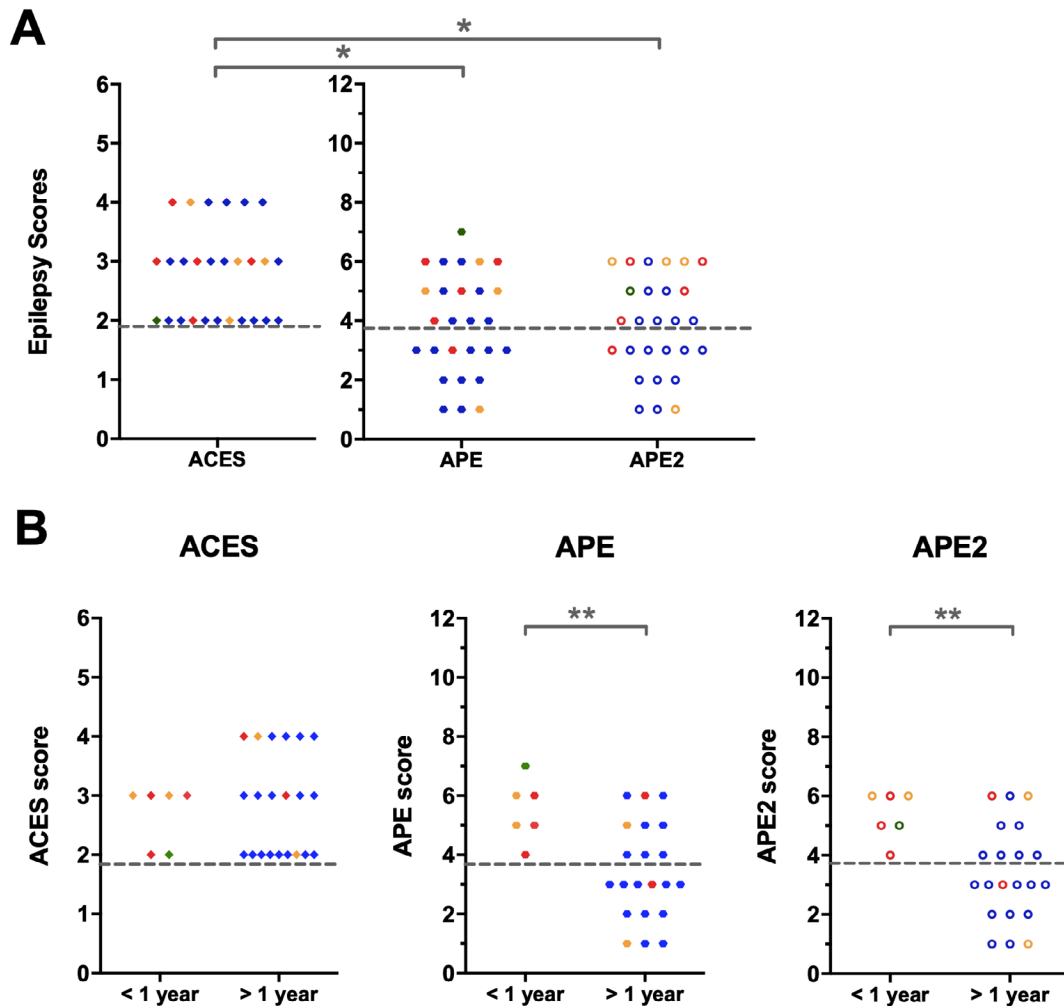 A
*
*
6
5
4
3
2
1
0
Epilepsy Scores
ACES
12
10
8
6
4
2
0
APE
APE2
B
ACES
APE
APE2
6
5
4
3
2
1
0
ACES score
< 1 year
> 1 year
**
12
10
8
6
4
2
0
APE score
< 1 year
> 1 year
**
12
10
8
6
4
2
0
APE2 score
< 1 year
> 1 year